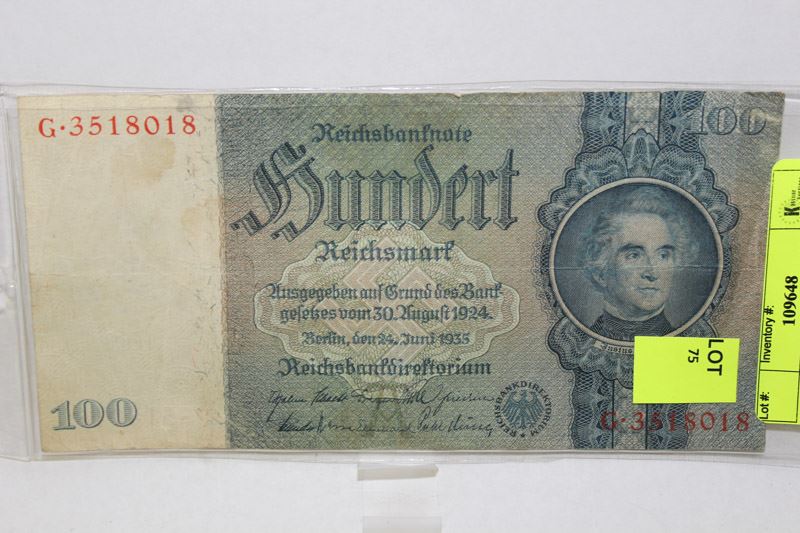 G·3518018
Reichsbanknote
100
Hundert
Reichsmark
Ausgegeben auf Grund des Bank-
gesetzes vom 30. August 1924.
Berlin, den 24. Juni 1935
Reichsbankdirektorium
100
REICHSBANKDIREKTORIUM
G·3518018
LOT
75
Lot #:
Inventory #:
109648